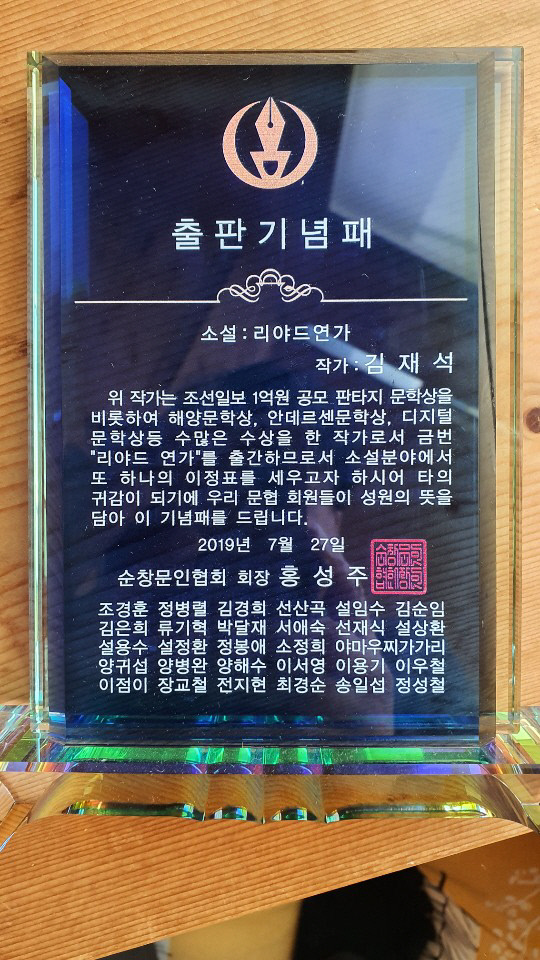 출판기념패
소설 : 리야드연가
작가 : 김 재 석
위 작가는 조선일보 1억원 공모 판타지 문학상을
비롯하여 해양문학상, 안데르센문학상, 디지털
문학상등 수많은 수상을 한 작가로서 금번
"리야드 연가"를 출간하므로서 소설분야에서
또 하나의 이정표를 세우고자 하시어 타의
귀감이 되기에 우리 문협 회원들이 성원의 뜻을
담아 이 기념패를 드립니다.
2019년 7월 27일
순창문인협회 회장 홍 성 주
조경훈 정병렬 김경희 선산곡 설임수 김순임
김은희 류기혁 박달재 서애숙 선재식 설상환
설용수 설정환 정봉애 소정희 야마우찌가가리
양귀섭 양병완 양해수 이서영 이용기 이우철
이점이 장교철 전지현 최경순 송일섭 정성철